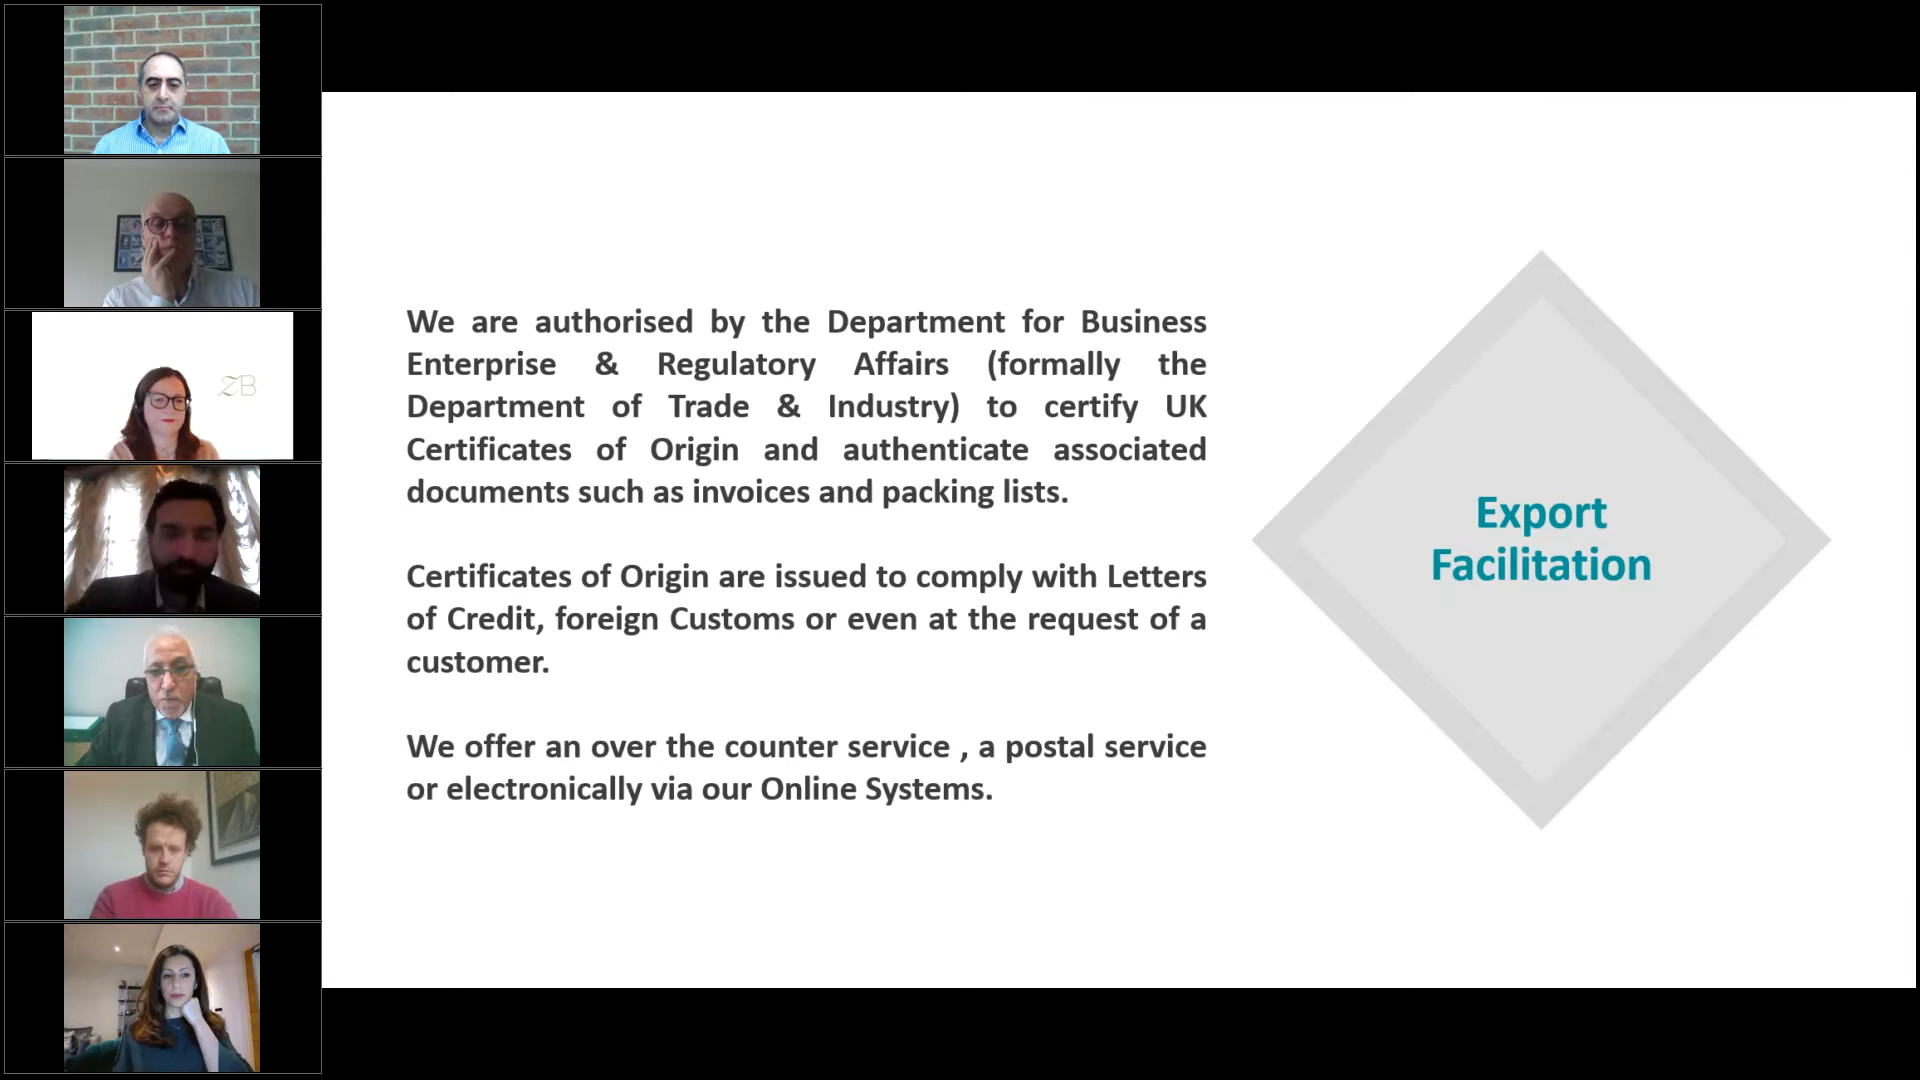 ZB
We are authorised by the Department for Business
Enterprise & Regulatory Affairs (formally the
Department of Trade & Industry) to certify UK
Certificates of Origin and authenticate associated
documents such as invoices and packing lists.
Certificates of Origin are issued to comply with Letters
of Credit, foreign Customs or even at the request of a
customer.
We offer an over the counter service , a postal service
or electronically via our Online Systems.
Export
Facilitation